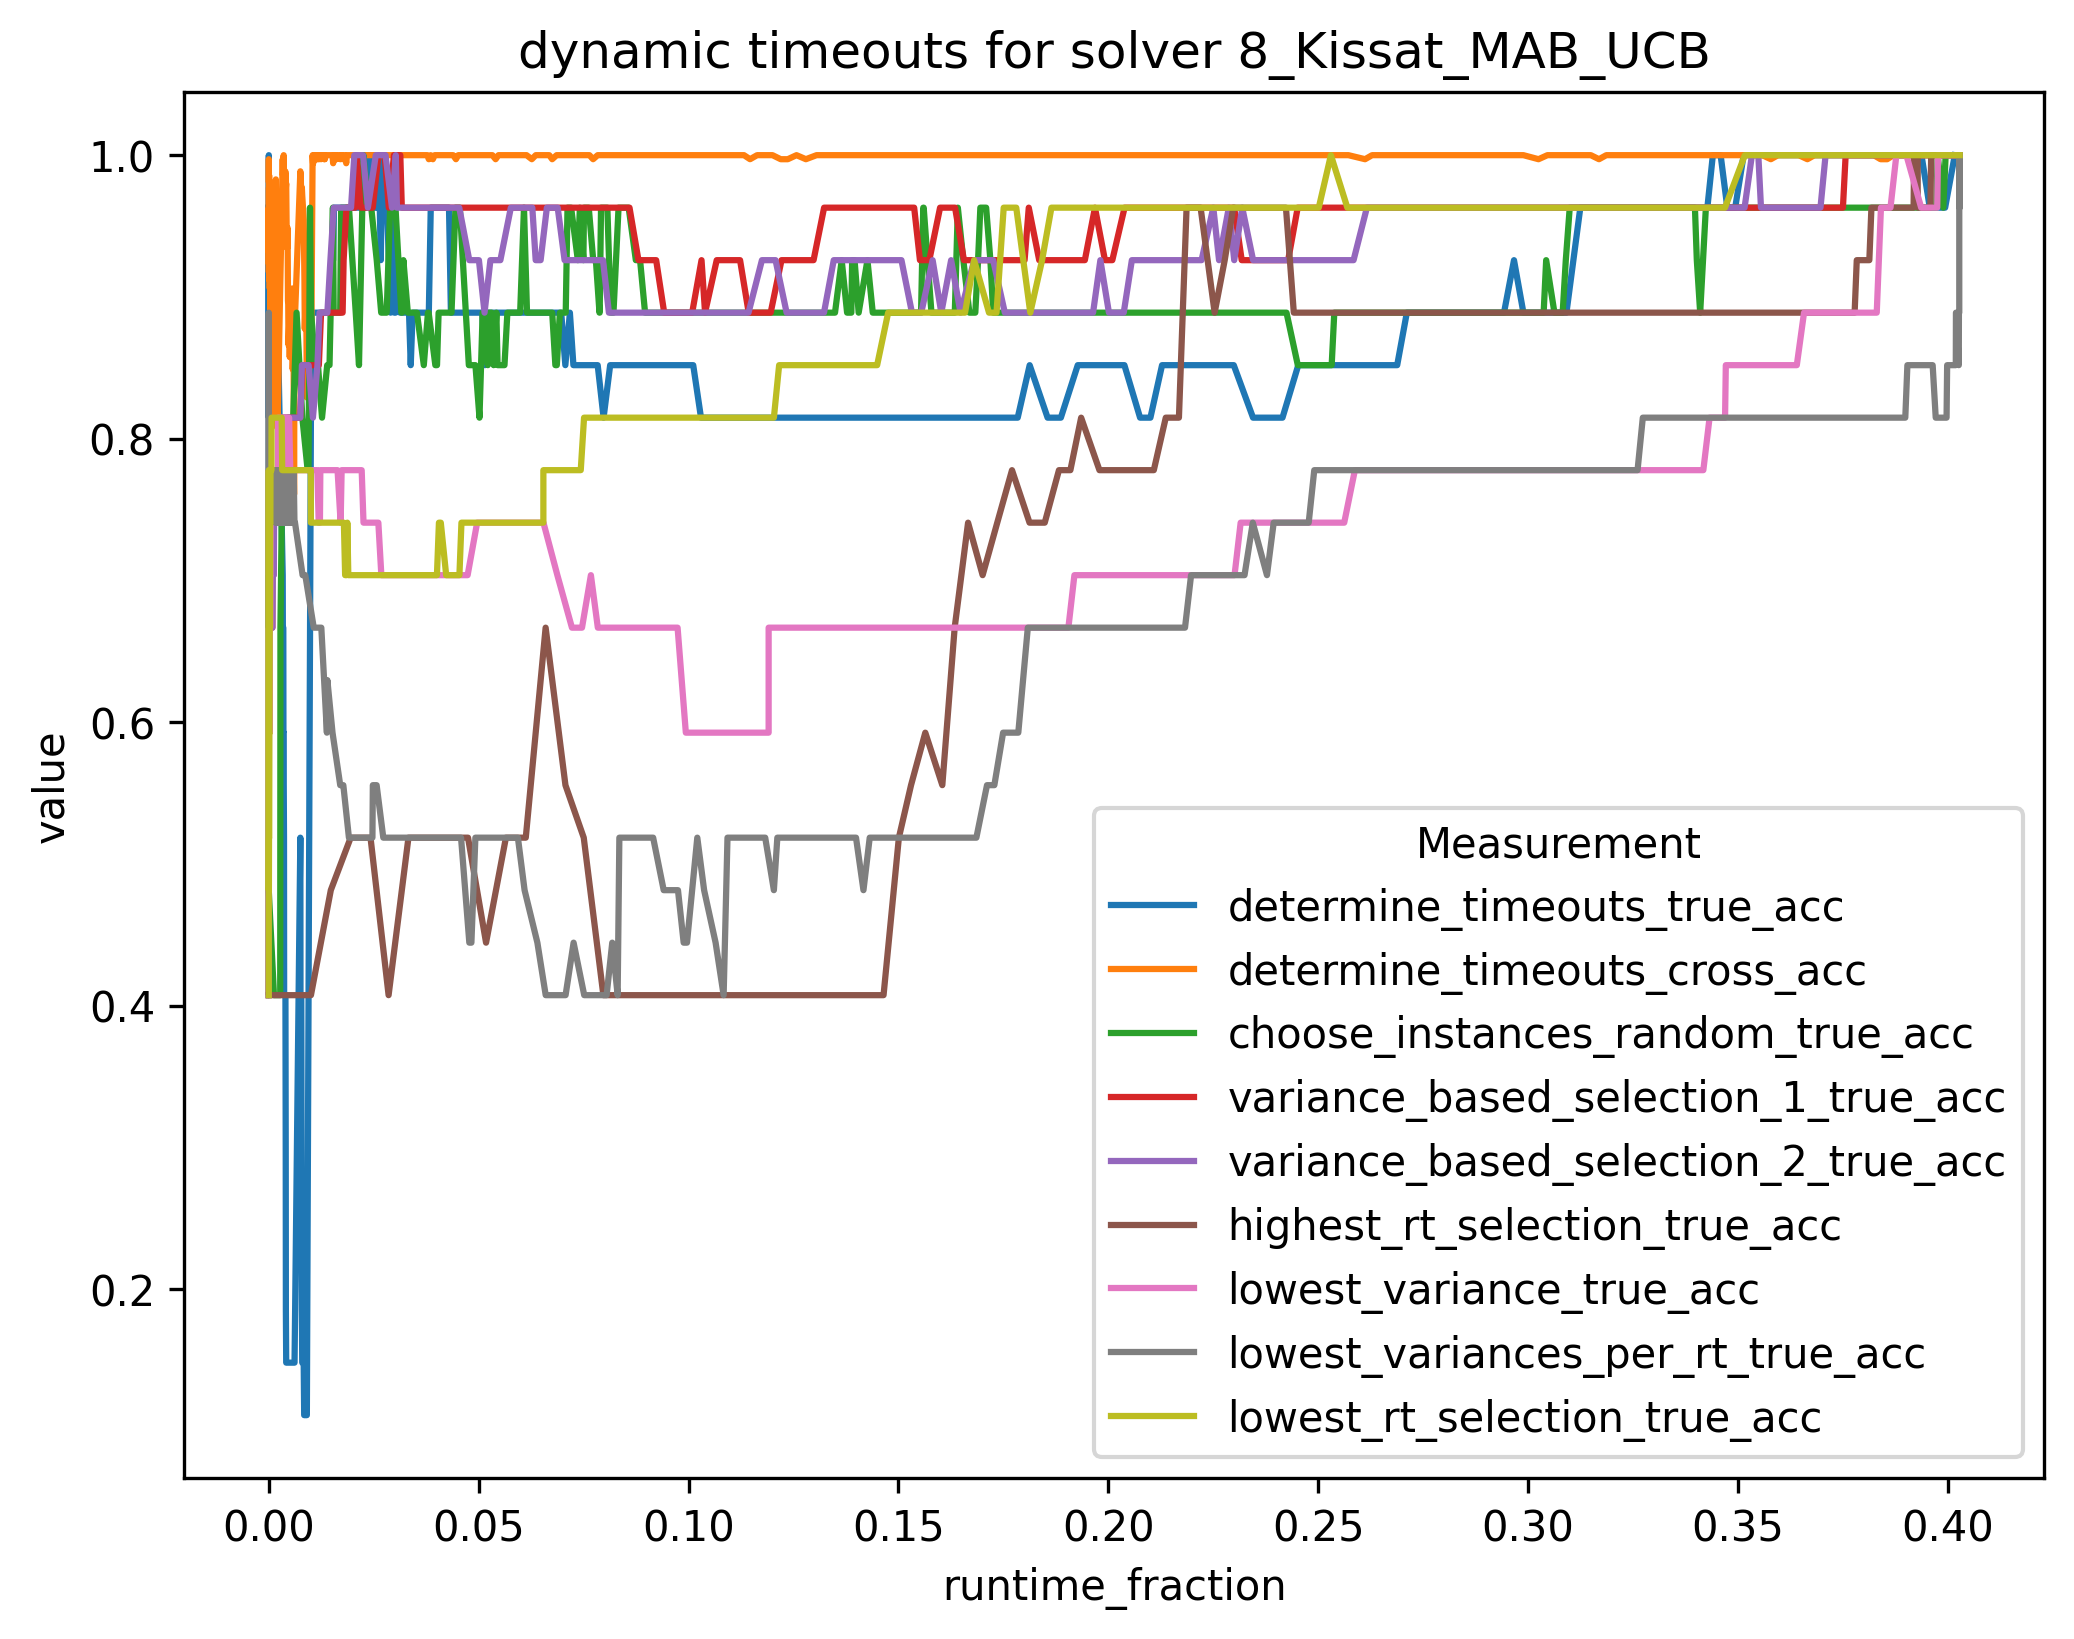 dynamic timeouts for solver 8_Kissat_MAB_UCB
1.0
0.8
0.6
0.4
0.2
value
Measurement
determine_timeouts_true_acc
determine_timeouts_cross_acc
choose_instances_random_true_acc
variance_based_selection_1_true_acc
variance_based_selection_2_true_acc
highest_rt_selection_true_acc
lowest_variance_true_acc
lowest_variances_per_rt_true_acc
lowest_rt_selection_true_acc
0.00 0.05 0.10 0.15 0.20 0.25 0.30 0.35 0.40
runtime_fraction